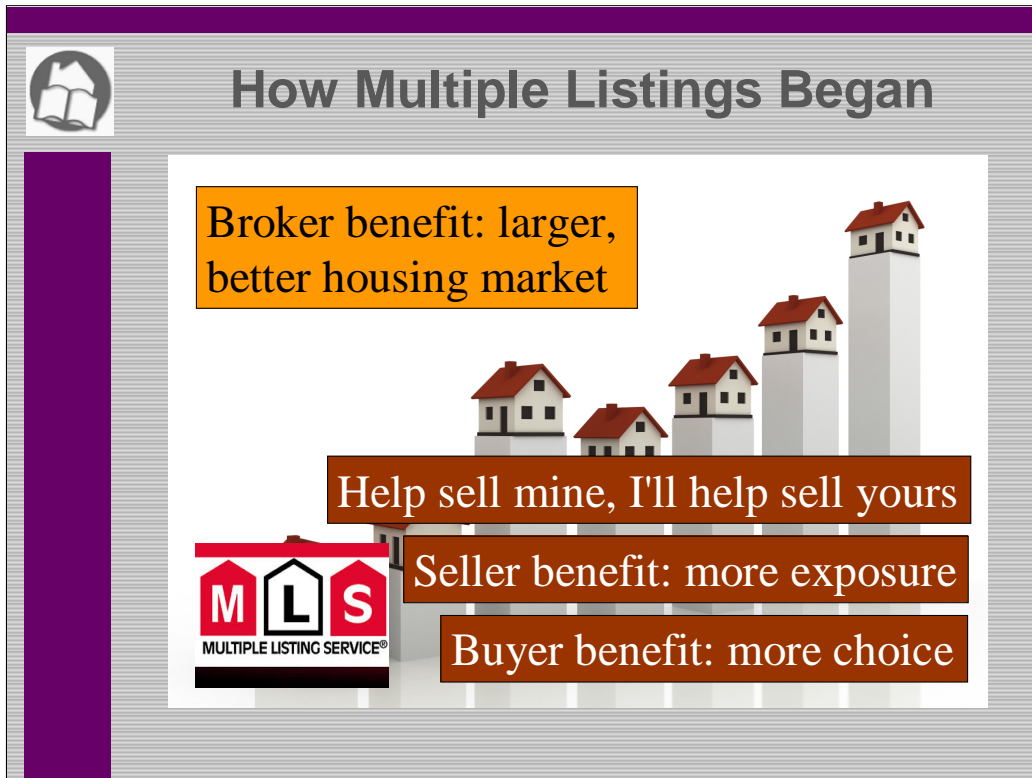 How Multiple Listings Began
Broker benefit: larger,
better housing market
Help sell mine, I'll help sell yours
Seller benefit: more exposure
Buyer benefit: more choice
M L S
MULTIPLE LISTING SERVICE®